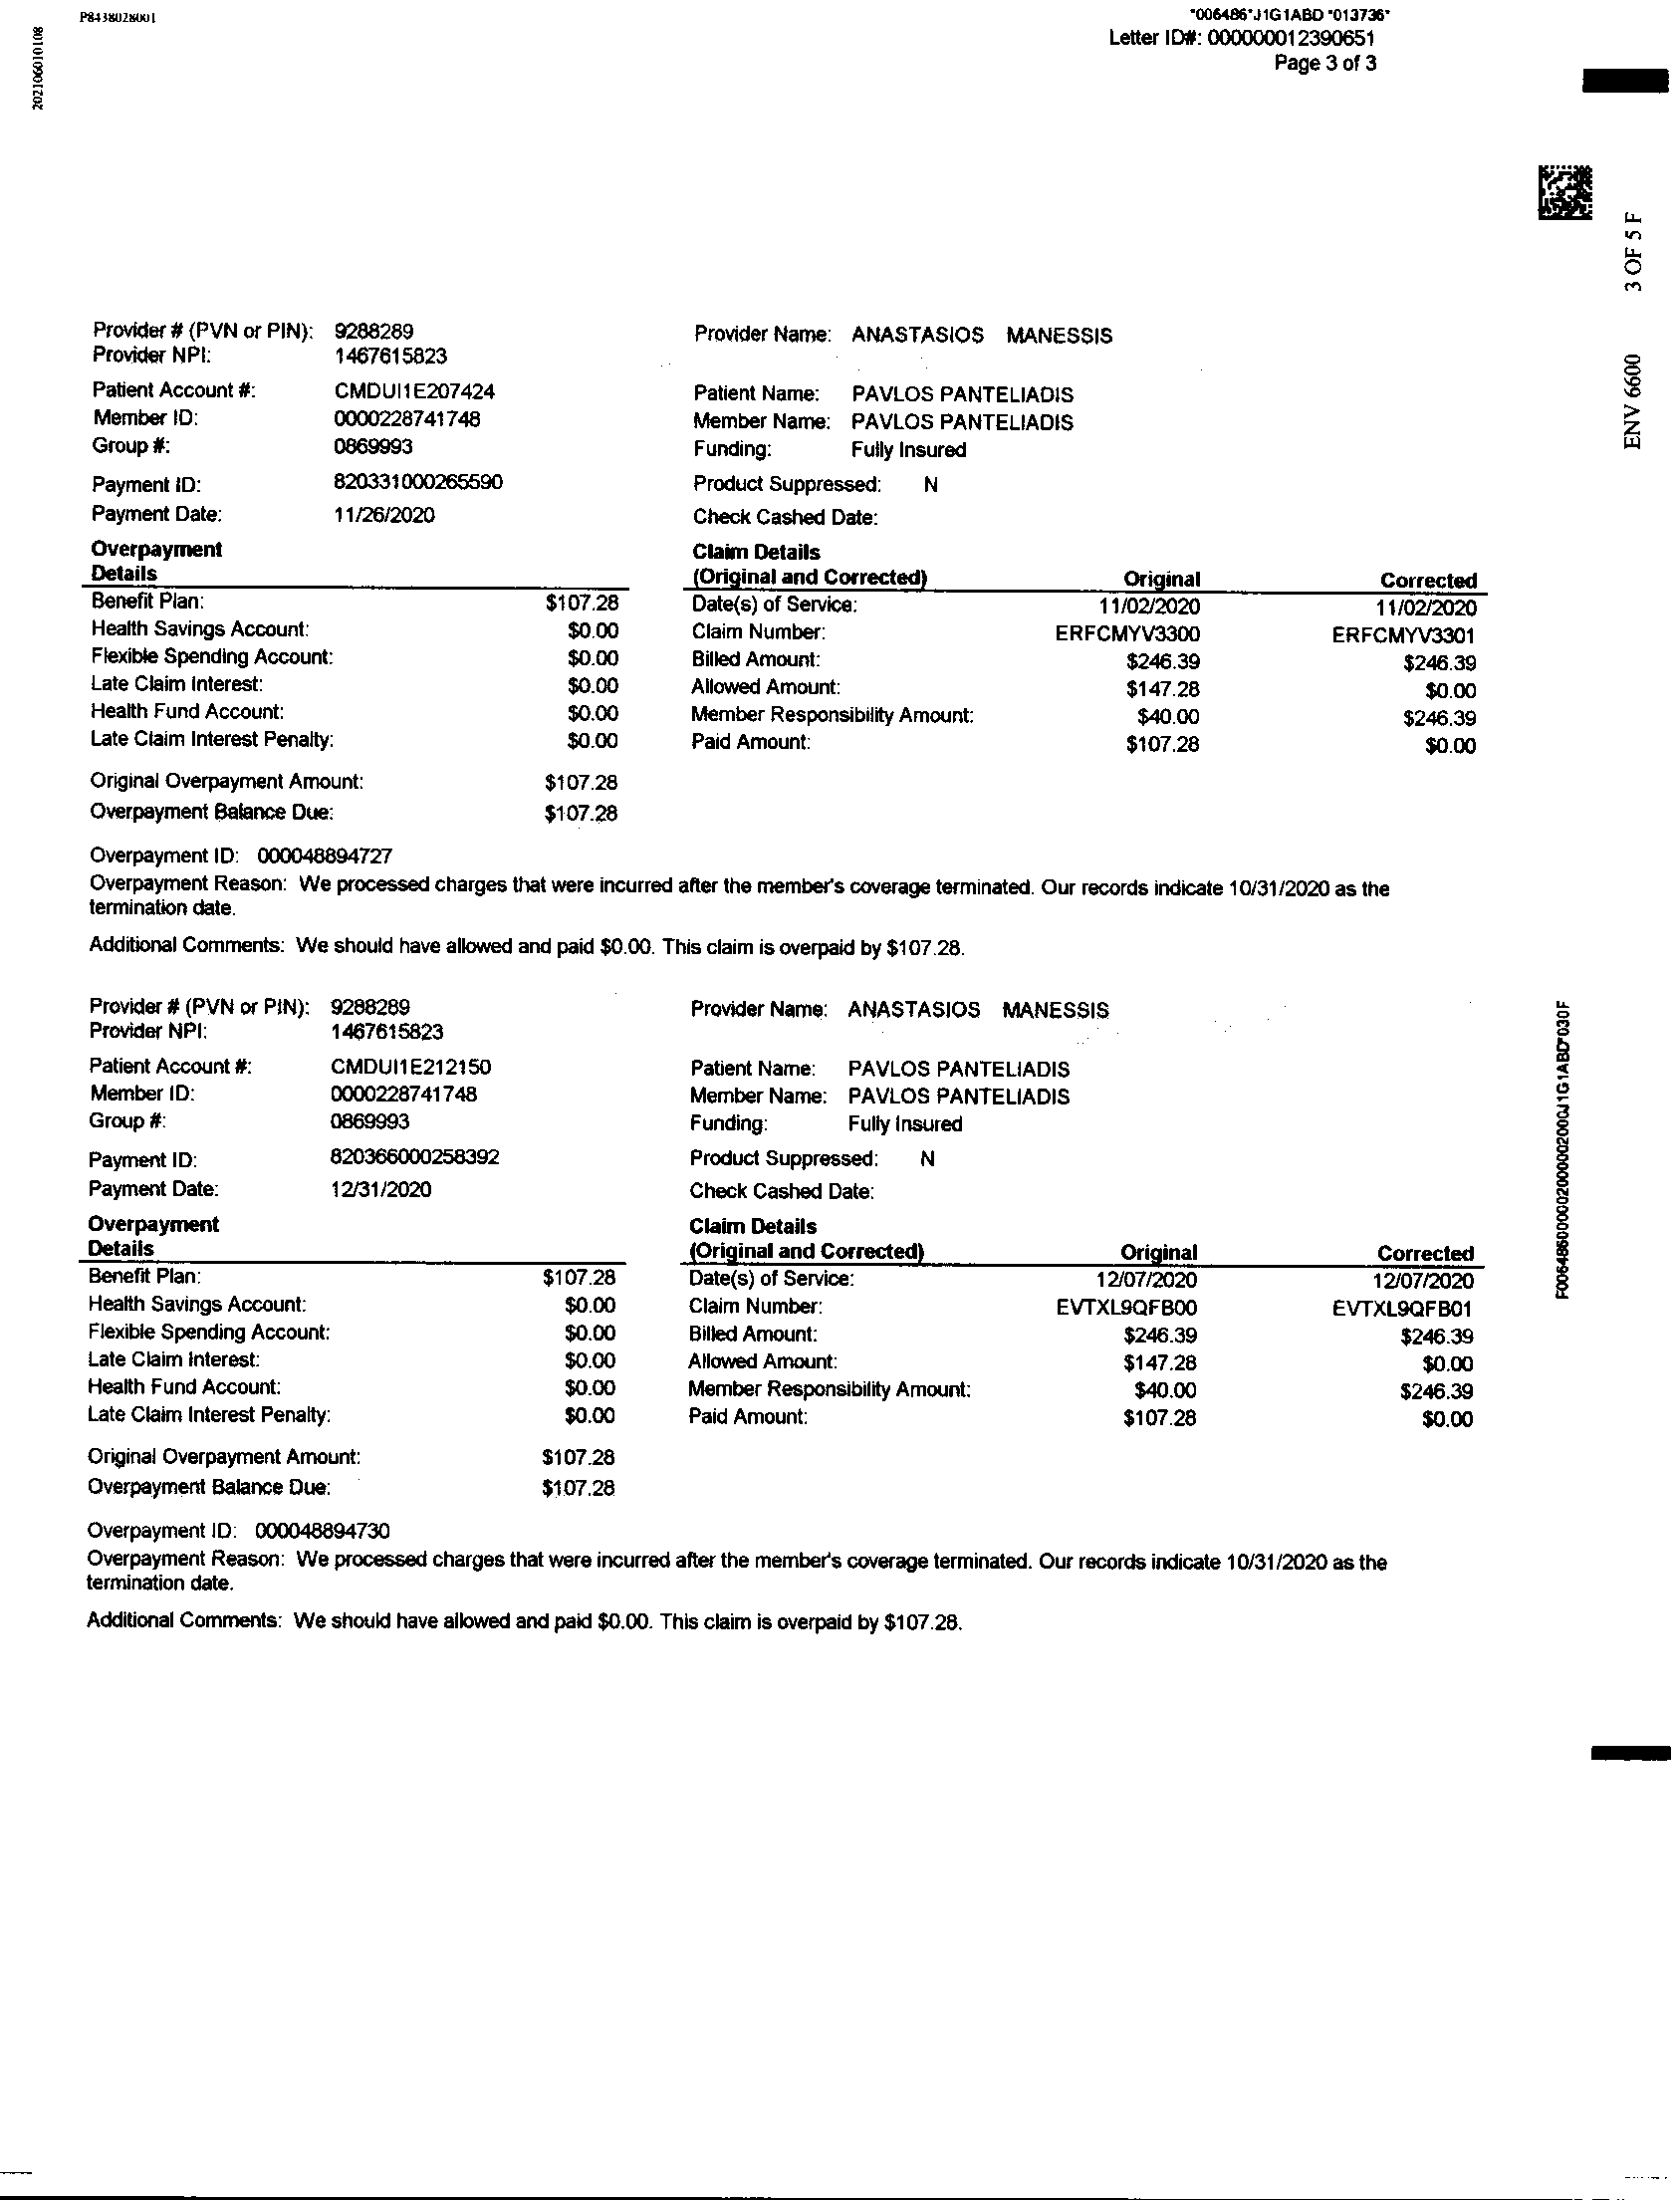 P8438028001
202106010108
*006486*J1G1ABD *013736*
Letter ID#: 000000012390651
Page 3 of 3
3 OF 5 F
ENV 6600
Provider # (PVN or PIN): 9288289 Provider Name: ANASTASIOS MANESSIS
Provider NPI: 1467615823
Patient Account #: CMDUI1E207424 Patient Name: PAVLOS PANTELIADIS
Member ID: 0000228741748 Member Name: PAVLOS PANTELIADIS
Group #: 0869993 Funding: Fully Insured
Payment ID: 820331000265590 Product Suppressed: N
Payment Date: 11/26/2020 Check Cashed Date:
Overpayment Claim Details
Details (Original and Corrected) Original Corrected
Benefit Plan: $107.28 Date(s) of Service: 11/02/2020 11/02/2020
Health Savings Account: $0.00 Claim Number: ERFCMYV3300 ERFCMYV3301
Flexible Spending Account: $0.00 Billed Amount: $246.39 $246.39
Late Claim Interest: $0.00 Allowed Amount: $147.28 $0.00
Health Fund Account: $0.00 Member Responsibility Amount: $40.00 $246.39
Late Claim Interest Penalty: $0.00 Paid Amount: $107.28 $0.00
Original Overpayment Amount: $107.28
Overpayment Balance Due: $107.28
Overpayment ID: 000048894727
Overpayment Reason: We processed charges that were incurred after the member's coverage terminated. Our records indicate 10/31/2020 as the
termination date.
Additional Comments: We should have allowed and paid $0.00. This claim is overpaid by $107.28.
Provider # (PVN or PIN): 9288289 Provider Name: ANASTASIOS MANESSIS
Provider NPI: 1467615823
Patient Account #: CMDUI1E212150 Patient Name: PAVLOS PANTELIADIS
Member ID: 0000228741748 Member Name: PAVLOS PANTELIADIS
Group #: 0869993 Funding: Fully Insured
Payment ID: 820366000258392 Product Suppressed: N
Payment Date: 12/31/2020 Check Cashed Date:
Overpayment Claim Details
Details (Original and Corrected) Original Corrected
Benefit Plan: $107.28 Date(s) of Service: 12/07/2020 12/07/2020
Health Savings Account: $0.00 Claim Number: EVTXL9QFB00 EVTXL9QFB01
Flexible Spending Account: $0.00 Billed Amount: $246.39 $246.39
Late Claim Interest: $0.00 Allowed Amount: $147.28 $0.00
Health Fund Account: $0.00 Member Responsibility Amount: $40.00 $246.39
Late Claim Interest Penalty: $0.00 Paid Amount: $107.28 $0.00
Original Overpayment Amount: $107.28
Overpayment Balance Due: $107.28
Overpayment ID: 000048894730
Overpayment Reason: We processed charges that were incurred after the member's coverage terminated. Our records indicate 10/31/2020 as the
termination date.
Additional Comments: We should have allowed and paid $0.00. This claim is overpaid by $107.28.